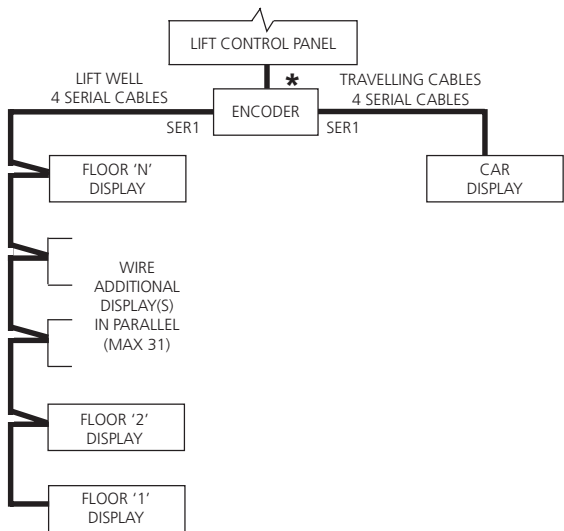 LIFT CONTROL PANEL
*
LIFT WELL
4 SERIAL CABLES
TRAVELLING CABLES
4 SERIAL CABLES
ENCODER
SER1
SER1
FLOOR 'N'
DISPLAY
CAR
DISPLAY
WIRE
ADDITIONAL
DISPLAY(S)
IN PARALLEL
(MAX 31)
FLOOR '2'
DISPLAY
FLOOR '1'
DISPLAY